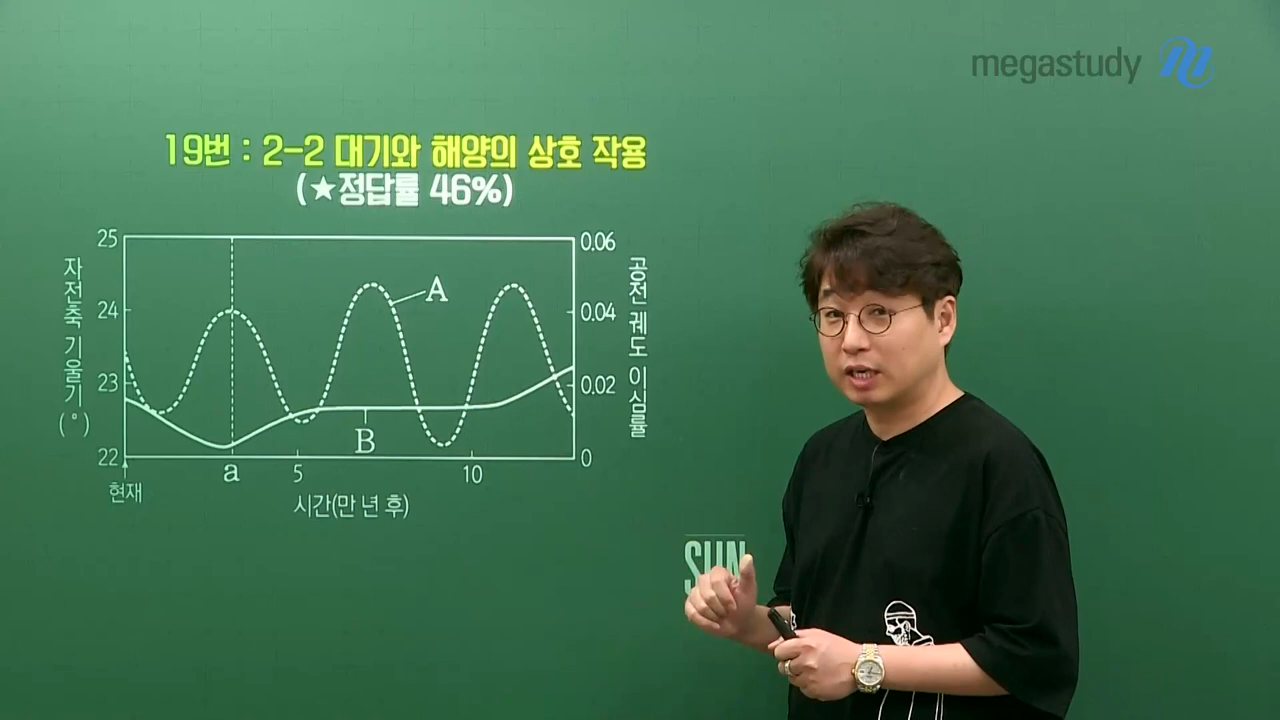 megastudy
19번 : 2-2 대기와 해양의 상호 작용
(★정답률 46%)
25
24
23
22
자전축 기울기(°)
A
B
0.06
0.04
0.02
0
공전 궤도 이심률
현재
a
5
10
시간(만 년 후)
SUN